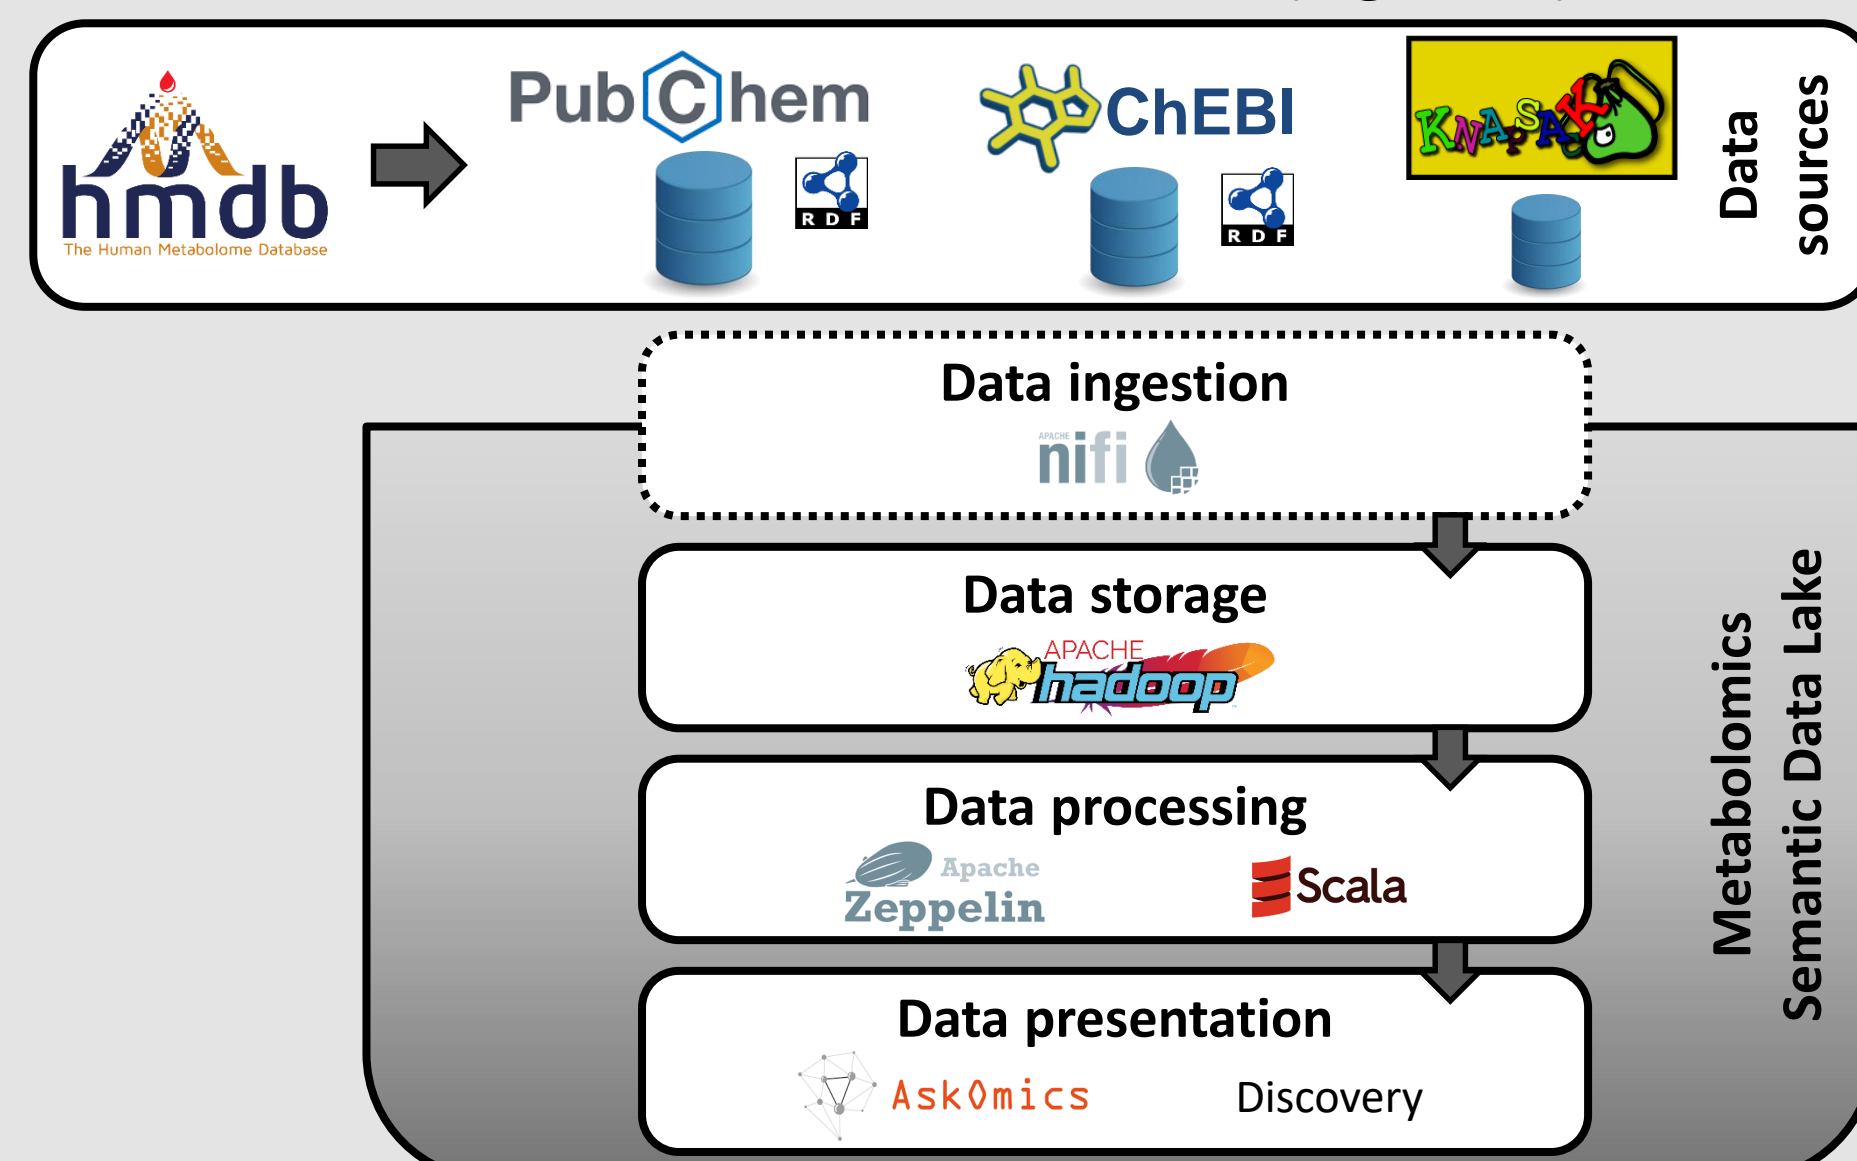 hmdb
The Human Metabolome Database
PubChem
RDF
ChEBI
RDF
KNApSAcK
Data
sources
Data ingestion
APACHE
nifi
Data storage
APACHE
hadoop
Data processing
Apache
Zeppelin
Scala
Data presentation
AskOmics
Discovery
Metabolomics
Semantic Data Lake